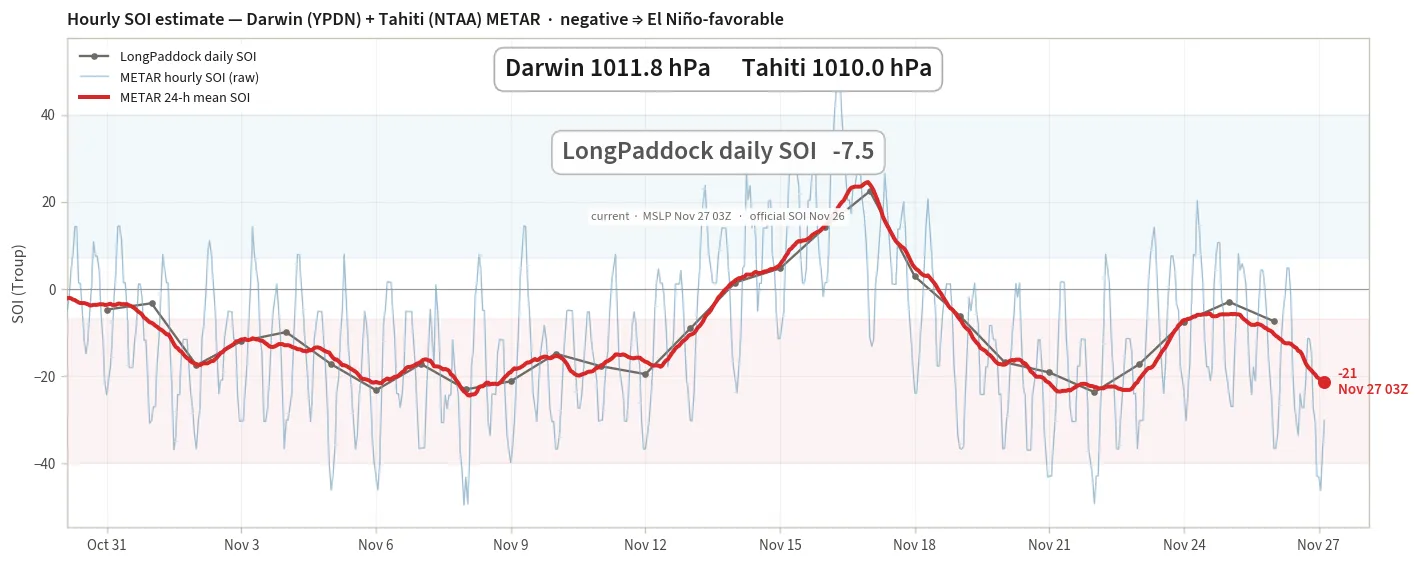 Hourly SOI estimate — Darwin (YPDN) + Tahiti (NTAA) METAR · negative ⇒ El Niño-favorable
LongPaddock daily SOI
METAR hourly SOI (raw)
METAR 24-h mean SOI
Darwin 1011.8 hPa Tahiti 1010.0 hPa
LongPaddock daily SOI -7.5
current · MSLP Nov 27 03Z · official SOI Nov 26
SOI (Troup)
40
20
0
−20
−40
-21
Nov 27 03Z
Oct 31
Nov 3
Nov 6
Nov 9
Nov 12
Nov 15
Nov 18
Nov 21
Nov 24
Nov 27